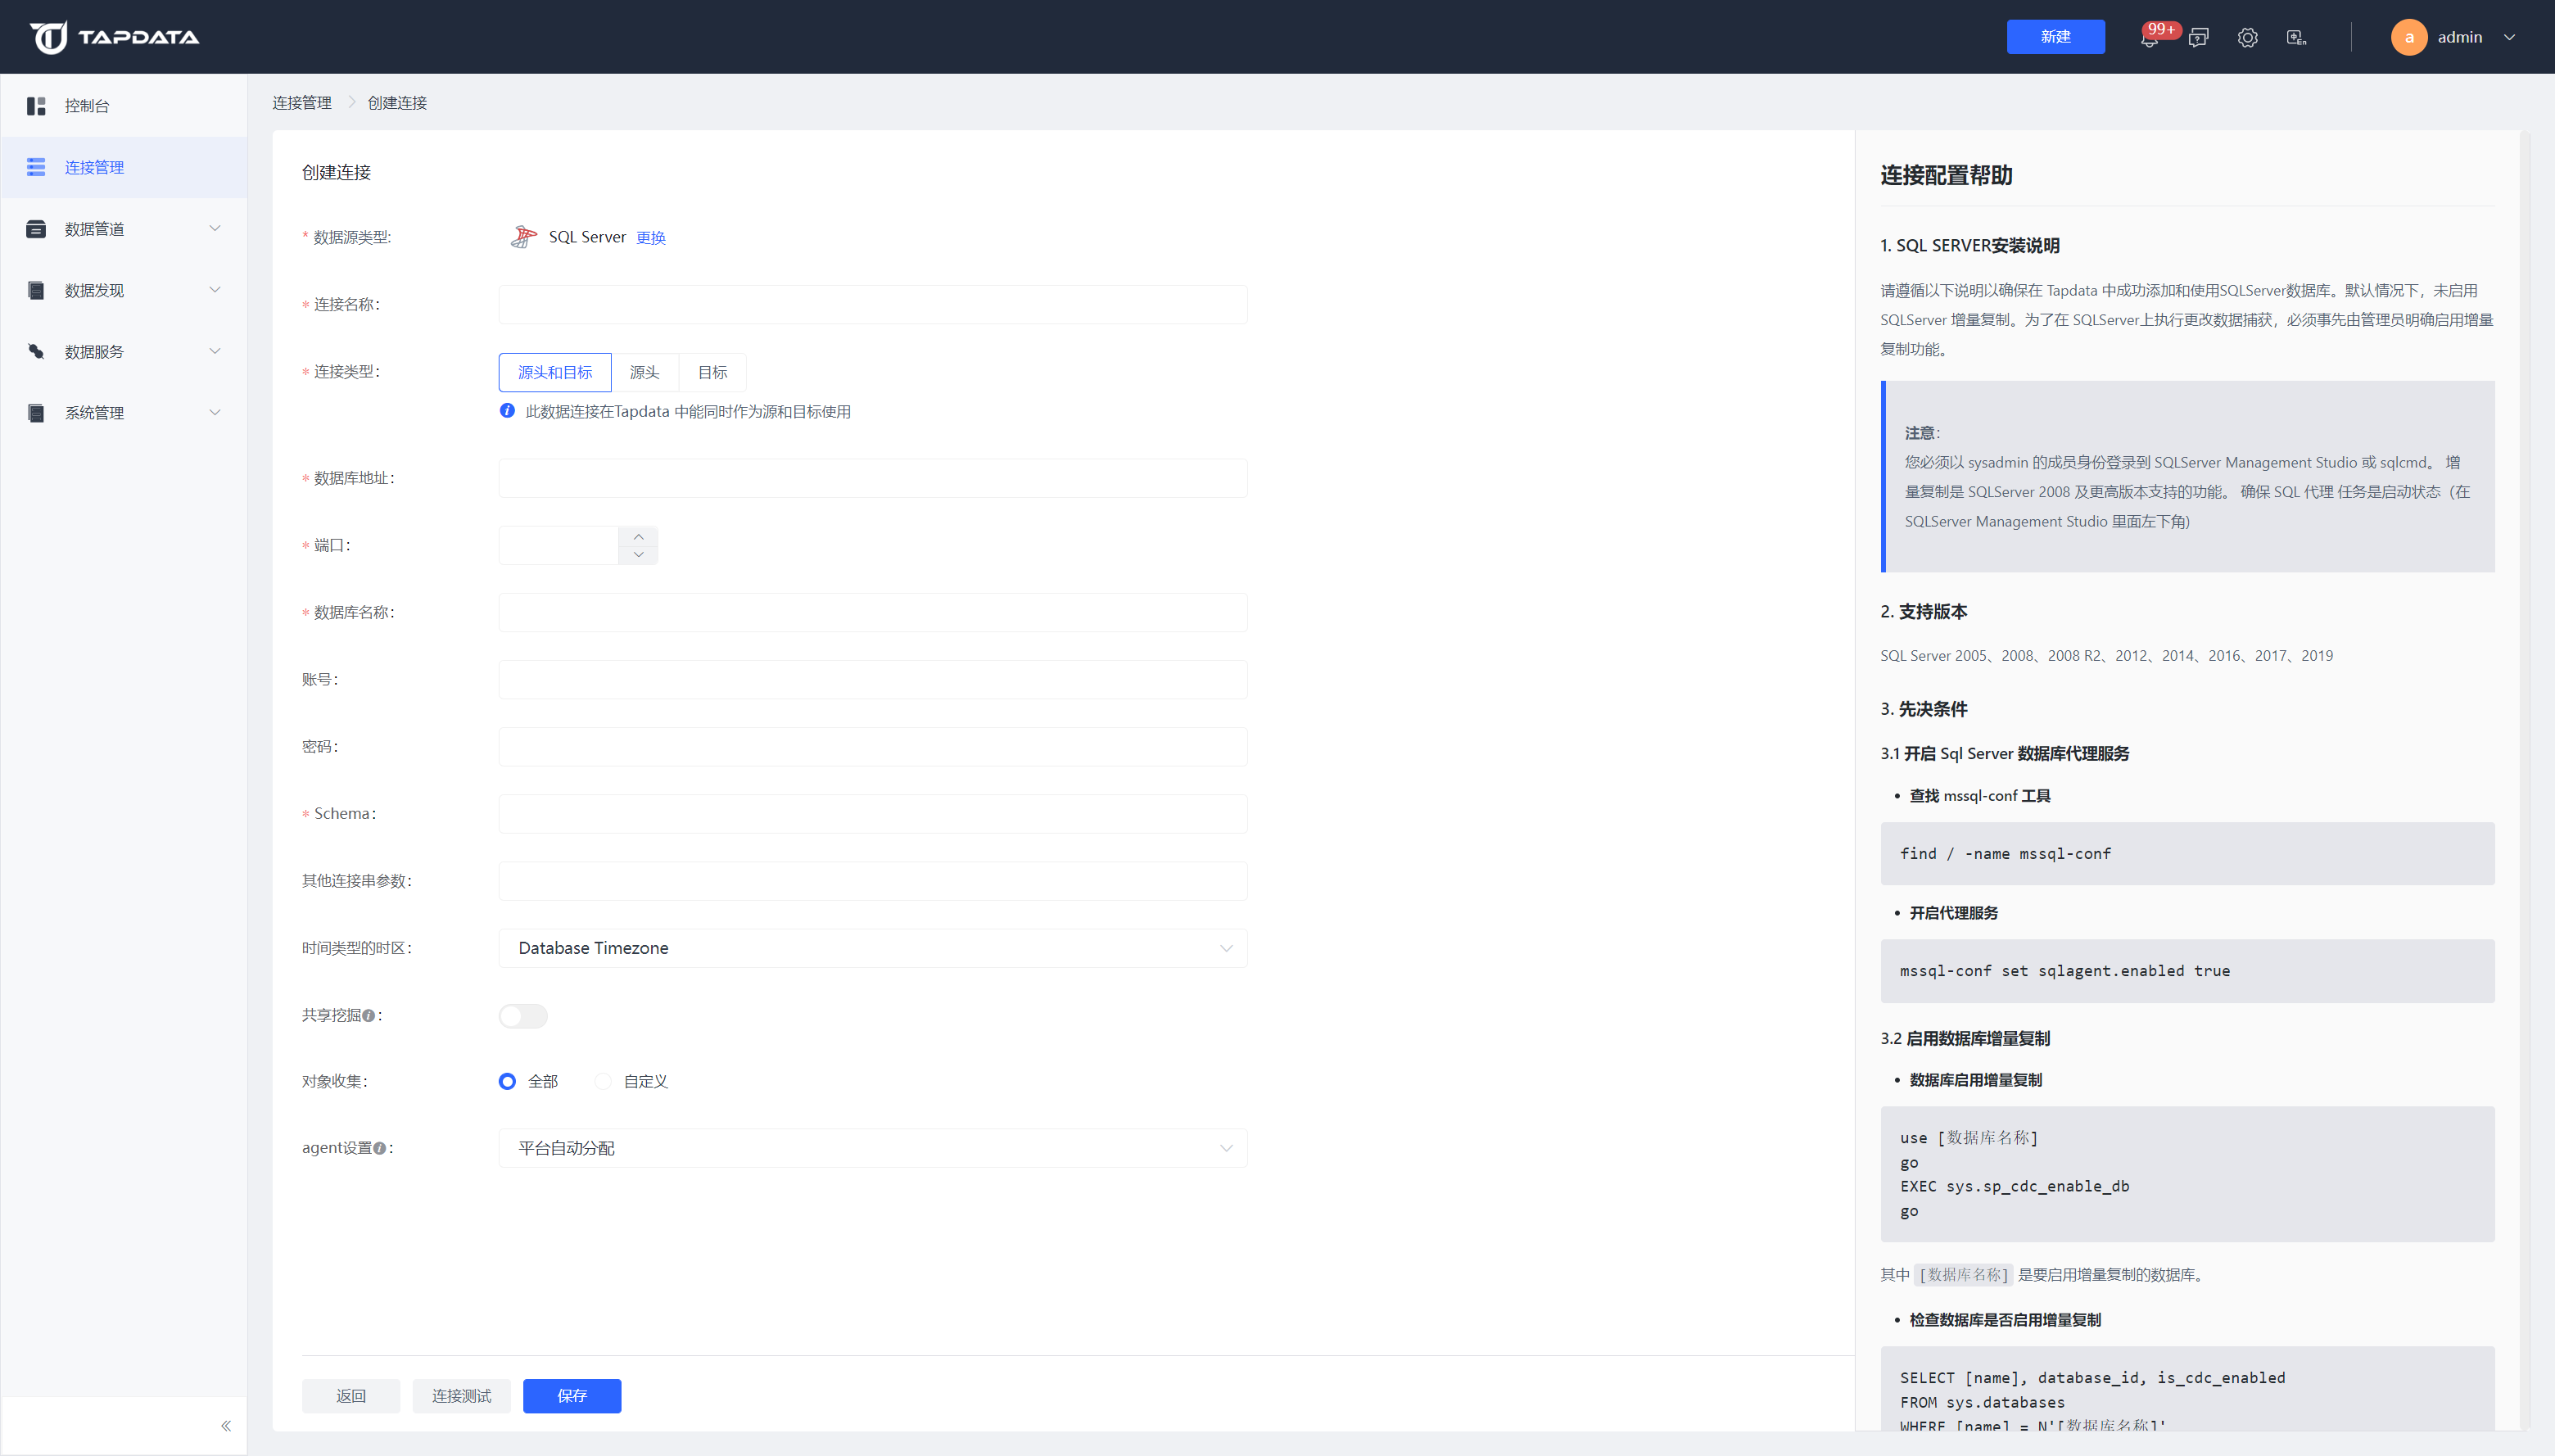 TAPDATA
新建
99+
a
admin
控制台
连接管理
数据管道
数据发现
数据服务
系统管理
连接管理
创建连接
创建连接
* 数据源类型:
SQL Server 更换
* 连接名称:
* 连接类型:
源头和目标
源头
目标
此数据连接在Tapdata 中能同时作为源和目标使用
* 数据库地址:
* 端口:
* 数据库名称:
账号:
密码:
* Schema:
其他连接串参数:
时间类型的时区:
Database Timezone
共享挖掘:
对象收集:
全部
自定义
agent设置:
平台自动分配
返回
连接测试
保存
连接配置帮助
1. SQL SERVER安装说明
请遵循以下说明以确保在 Tapdata 中成功添加和使用SQLServer数据库。默认情况下，未启用
SQLServer 增量复制。为了在 SQLServer上执行更改数据捕获，必须事先由管理员明确启用增量
复制功能。
注意:
您必须以 sysadmin 的成员身份登录到 SQLServer Management Studio 或 sqlcmd。 增
量复制是 SQLServer 2008 及更高版本支持的功能。 确保 SQL 代理 任务是启动状态（在
SQLServer Management Studio 里面左下角)
2. 支持版本
SQL Server 2005、2008、2008 R2、2012、2014、2016、2017、2019
3. 先决条件
3.1 开启 Sql Server 数据库代理服务
• 查找 mssql-conf 工具
find / -name mssql-conf
• 开启代理服务
mssql-conf set sqlagent.enabled true
3.2 启用数据库增量复制
• 数据库启用增量复制
use [数据库名称]
go
EXEC sys.sp_cdc_enable_db
go
其中 [数据库名称] 是要启用增量复制的数据库。
• 检查数据库是否启用增量复制
SELECT [name], database_id, is_cdc_enabled
FROM sys.databases
WHERE [name] = N'[数据库名称]'